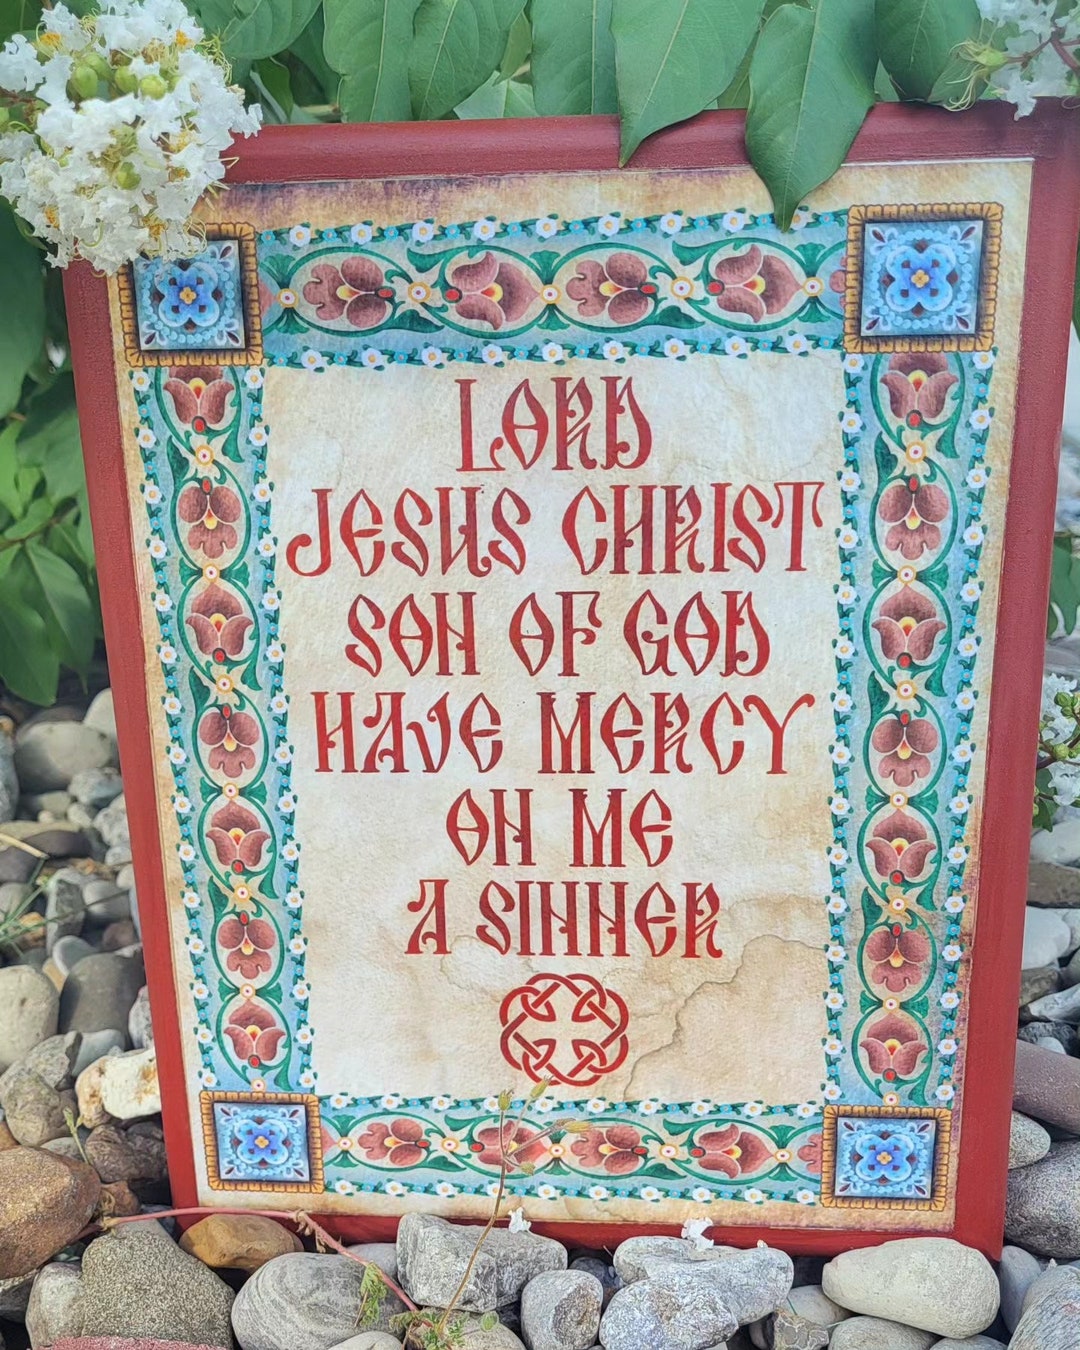 LORD
JESUS CHRIST
SON OF GOD
HAVE MERCY
ON ME
A SINNER